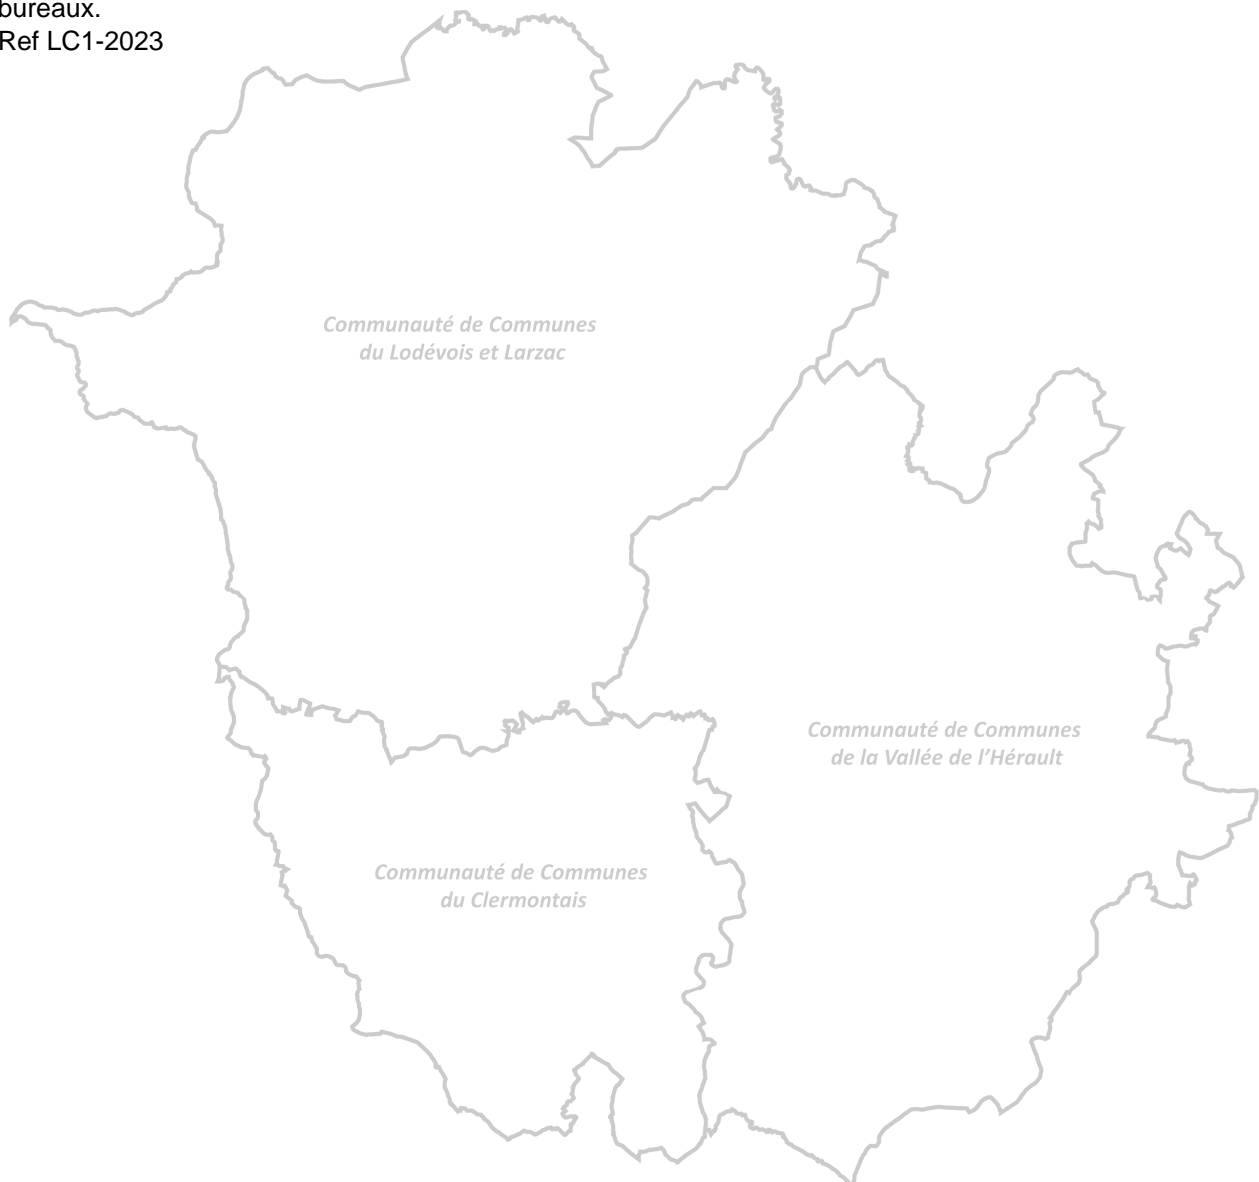 bureaux.
Ref LC1-2023
Communauté de Communes
du Lodévois et Larzac
Communauté de Communes
de la Vallée de l’Hérault
Communauté de Communes
du Clermontais